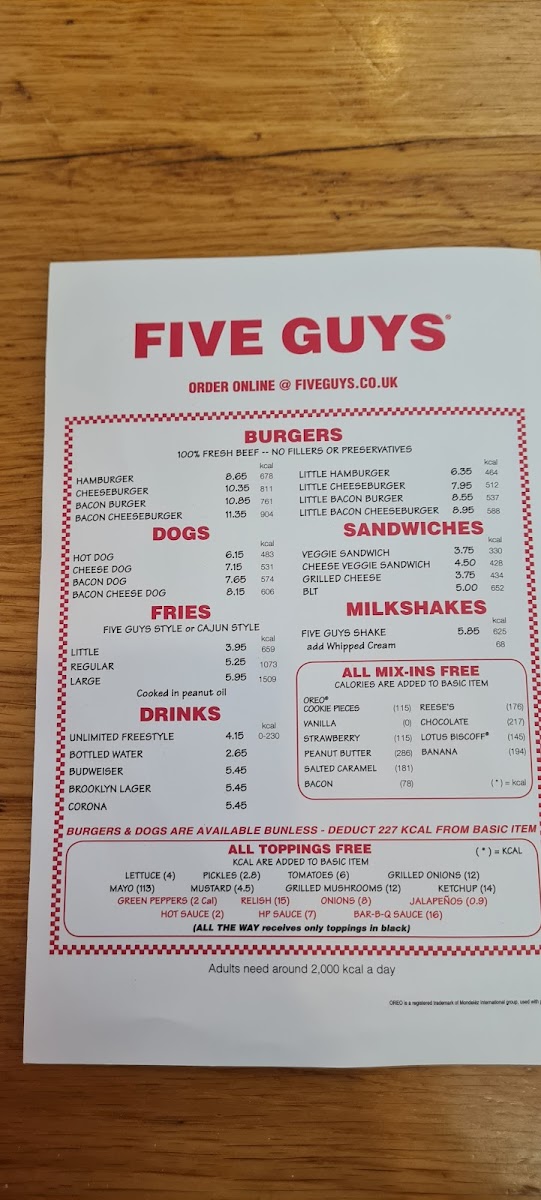 FIVE GUYS®
ORDER ONLINE @ FIVEGUYS.CO.UK
BURGERS
100% FRESH BEEF -- NO FILLERS OR PRESERVATIVES
kcal
HAMBURGER 8.65 678
CHEESEBURGER 10.35 811
BACON BURGER 10.85 761
BACON CHEESEBURGER 11.35 904
kcal
LITTLE HAMBURGER 6.35 464
LITTLE CHEESEBURGER 7.95 512
LITTLE BACON BURGER 8.55 537
LITTLE BACON CHEESEBURGER 8.95 588
DOGS
kcal
HOT DOG 6.15 483
CHEESE DOG 7.15 531
BACON DOG 7.65 574
BACON CHEESE DOG 8.15 606
SANDWICHES
kcal
VEGGIE SANDWICH 3.75 330
CHEESE VEGGIE SANDWICH 4.50 428
GRILLED CHEESE 3.75 434
BLT 5.00 652
FRIES
FIVE GUYS STYLE or CAJUN STYLE
kcal
LITTLE 3.95 659
REGULAR 5.25 1073
LARGE 5.95 1509
Cooked in peanut oil
MILKSHAKES
kcal
FIVE GUYS SHAKE 5.85 625
add Whipped Cream 68
ALL MIX-INS FREE
CALORIES ARE ADDED TO BASIC ITEM
OREO®
COOKIE PIECES (115) REESE'S (176)
VANILLA (0) CHOCOLATE (217)
STRAWBERRY (115) LOTUS BISCOFF® (145)
PEANUT BUTTER (286) BANANA (194)
SALTED CARAMEL (181)
BACON (78) (*) = kcal
DRINKS
kcal
UNLIMITED FREESTYLE 4.15 0-230
BOTTLED WATER 2.65
BUDWEISER 5.45
BROOKLYN LAGER 5.45
CORONA 5.45
BURGERS & DOGS ARE AVAILABLE BUNLESS - DEDUCT 227 KCAL FROM BASIC ITEM
ALL TOPPINGS FREE (*) = KCAL
KCAL ARE ADDED TO BASIC ITEM
LETTUCE (4) PICKLES (2.8) TOMATOES (6) GRILLED ONIONS (12)
MAYO (113) MUSTARD (4.5) GRILLED MUSHROOMS (12) KETCHUP (14)
GREEN PEPPERS (2 Cal) RELISH (15) ONIONS (8) JALAPEÑOS (0.9)
HOT SAUCE (2) HP SAUCE (7) BAR-B-Q SAUCE (16)
(ALL THE WAY receives only toppings in black)
Adults need around 2,000 kcal a day
OREO is a registered trademark of Mondelēz International group, used with